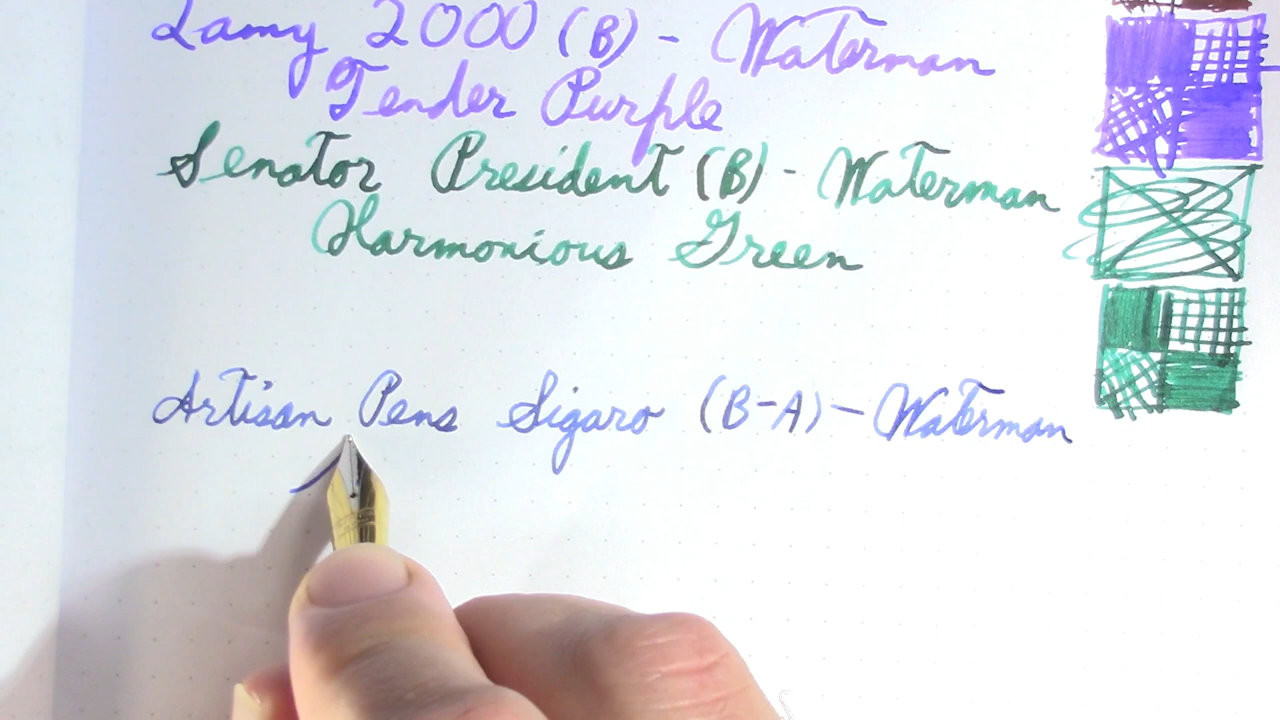 Lamy 2000 (B) - Waterman
Tender Purple
Senator President (B) - Waterman
Harmonious Green
Artisan Pens Sigaro (B-A) - Waterman